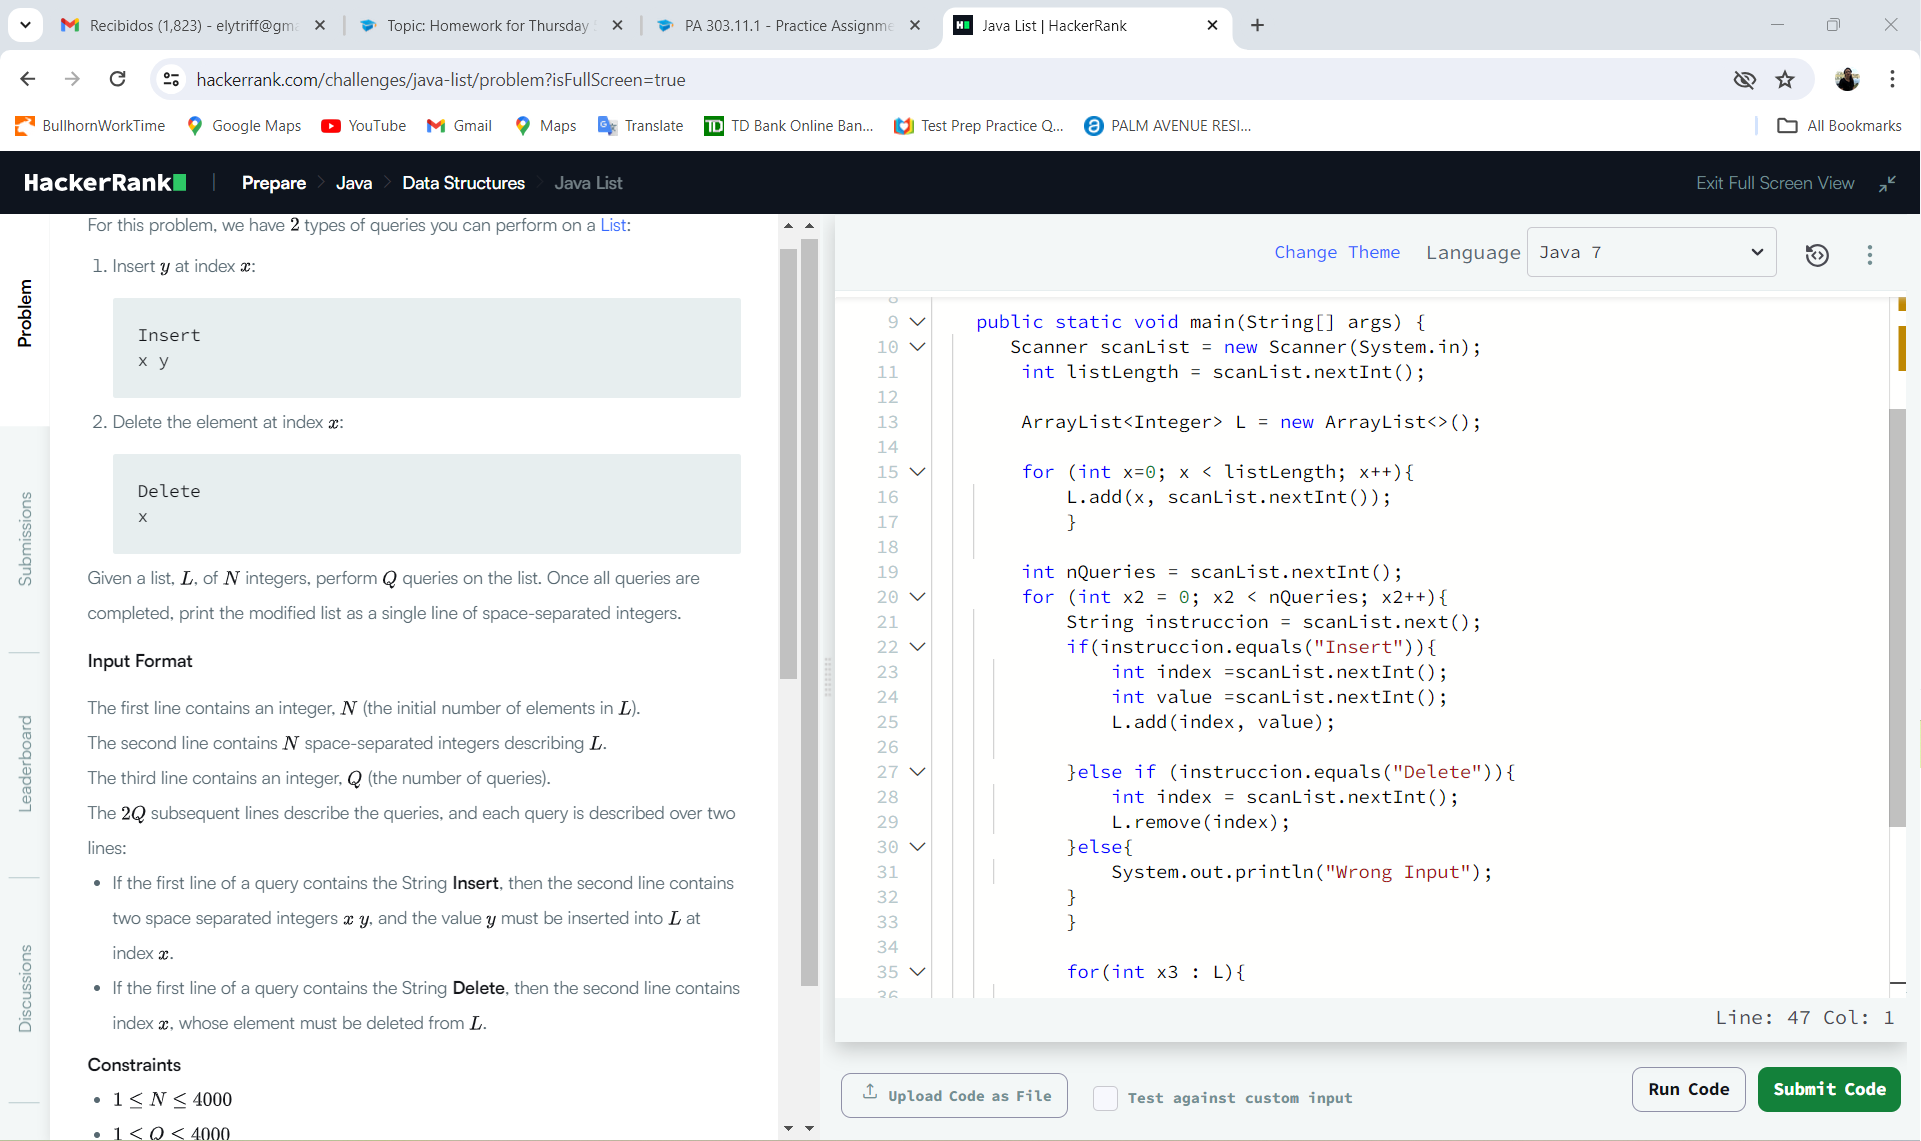 Recibidos (1,823) - elytriff@gma
Topic: Homework for Thursday
PA 303.11.1 - Practice Assignme
Java List | HackerRank
hackerrank.com/challenges/java-list/problem?isFullScreen=true
BullhornWorkTime
Google Maps
YouTube
Gmail
Maps
Translate
TD Bank Online Ban...
Test Prep Practice Q...
PALM AVENUE RESI...
All Bookmarks
HackerRank
Prepare > Java > Data Structures > Java List
Exit Full Screen View
Problem
Submissions
Leaderboard
Discussions
For this problem, we have 2 types of queries you can perform on a List:
1. Insert y at index x:
Insert
x y
2. Delete the element at index x:
Delete
x
Given a list, L, of N integers, perform Q queries on the list. Once all queries are
completed, print the modified list as a single line of space-separated integers.
Input Format
The first line contains an integer, N (the initial number of elements in L).
The second line contains N space-separated integers describing L.
The third line contains an integer, Q (the number of queries).
The 2Q subsequent lines describe the queries, and each query is described over two
lines:
• If the first line of a query contains the String Insert, then the second line contains
two space separated integers x y, and the value y must be inserted into L at
index x.
• If the first line of a query contains the String Delete, then the second line contains
index x, whose element must be deleted from L.
Constraints
• 1 ≤ N ≤ 4000
• 1 ≤ Q ≤ 4000
Change Theme
Language
Java 7
8
9 public static void main(String[] args) {
10 Scanner scanList = new Scanner(System.in);
11 int listLength = scanList.nextInt();
12
13 ArrayList<Integer> L = new ArrayList<>();
14
15 for (int x=0; x < listLength; x++){
16 L.add(x, scanList.nextInt());
17 }
18
19 int nQueries = scanList.nextInt();
20 for (int x2 = 0; x2 < nQueries; x2++){
21 String instruccion = scanList.next();
22 if(instruccion.equals("Insert")){
23 int index =scanList.nextInt();
24 int value =scanList.nextInt();
25 L.add(index, value);
26
27 }else if (instruccion.equals("Delete")){
28 int index = scanList.nextInt();
29 L.remove(index);
30 }else{
31 System.out.println("Wrong Input");
32 }
33 }
34
35 for(int x3 : L){
36
Line: 47 Col: 1
Upload Code as File
Test against custom input
Run Code
Submit Code